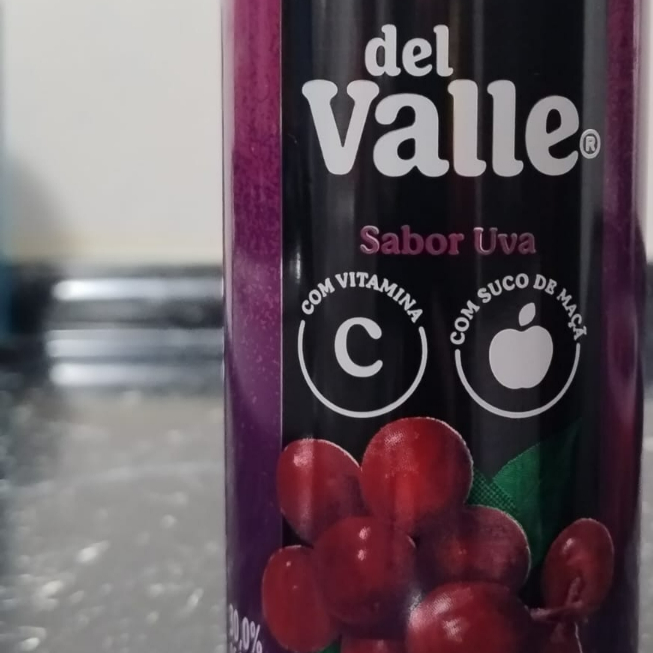 del
Valle®
Sabor Uva
COM VITAMINA
C
COM SUCO DE MAÇÃ